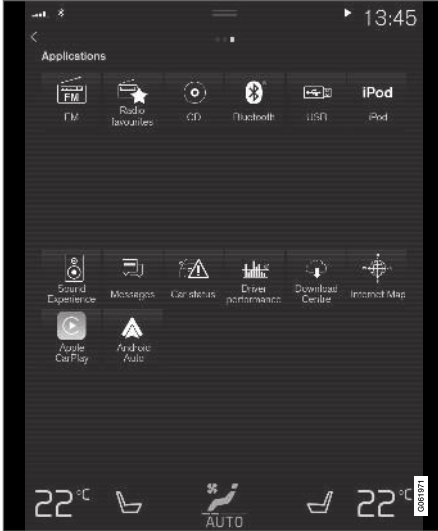 13:45
Applications
FM
iPod
FM
Radio
favourites
CD
Bluetooth
USB
iPod
Sound
Experience
Messages
Car status
Driver
performance
Download
Centre
Internet Map
Apple
CarPlay
Android
Auto
22°C
22°C
AUTO
G061971